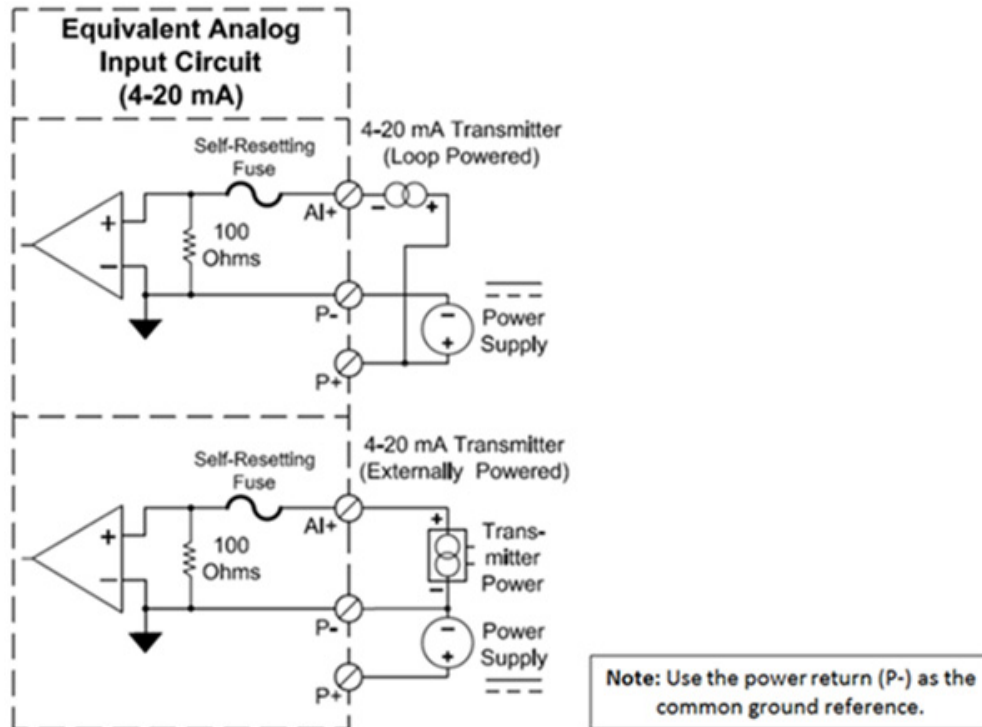 Equivalent Analog
Input Circuit
(4-20 mA)
4-20 mA Transmitter
(Loop Powered)
Self-Resetting
Fuse
AI+
100
Ohms
P-
Power
Supply
P+
4-20 mA Transmitter
(Externally Powered)
Self-Resetting
Fuse
AI+
100
Ohms
Trans-
mitter
Power
P-
Power
Supply
P+
Note: Use the power return (P-) as the
common ground reference.